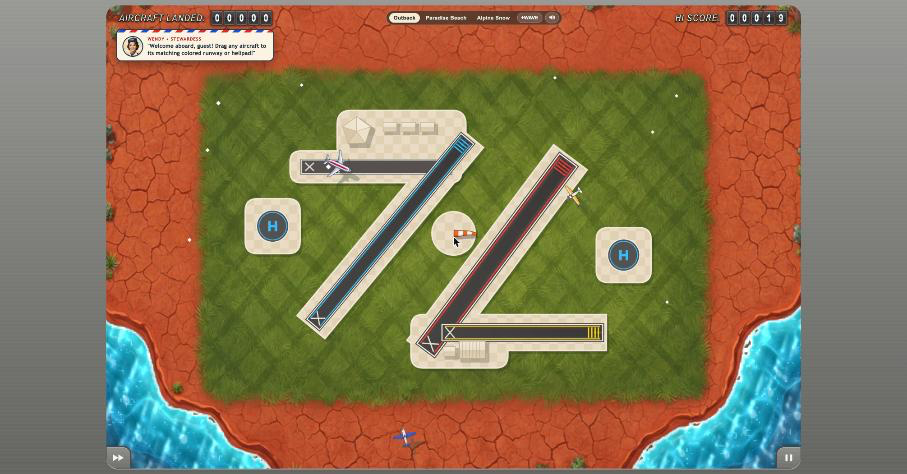 AIRCRAFT LANDED: 00000
Outback Paradise Beach Alpine Snow +WAVE
HI SCORE: 00019
WENDY • STEWARDESS
"Welcome aboard, guest! Drag any aircraft to
its matching colored runway or helipad!"
H
H